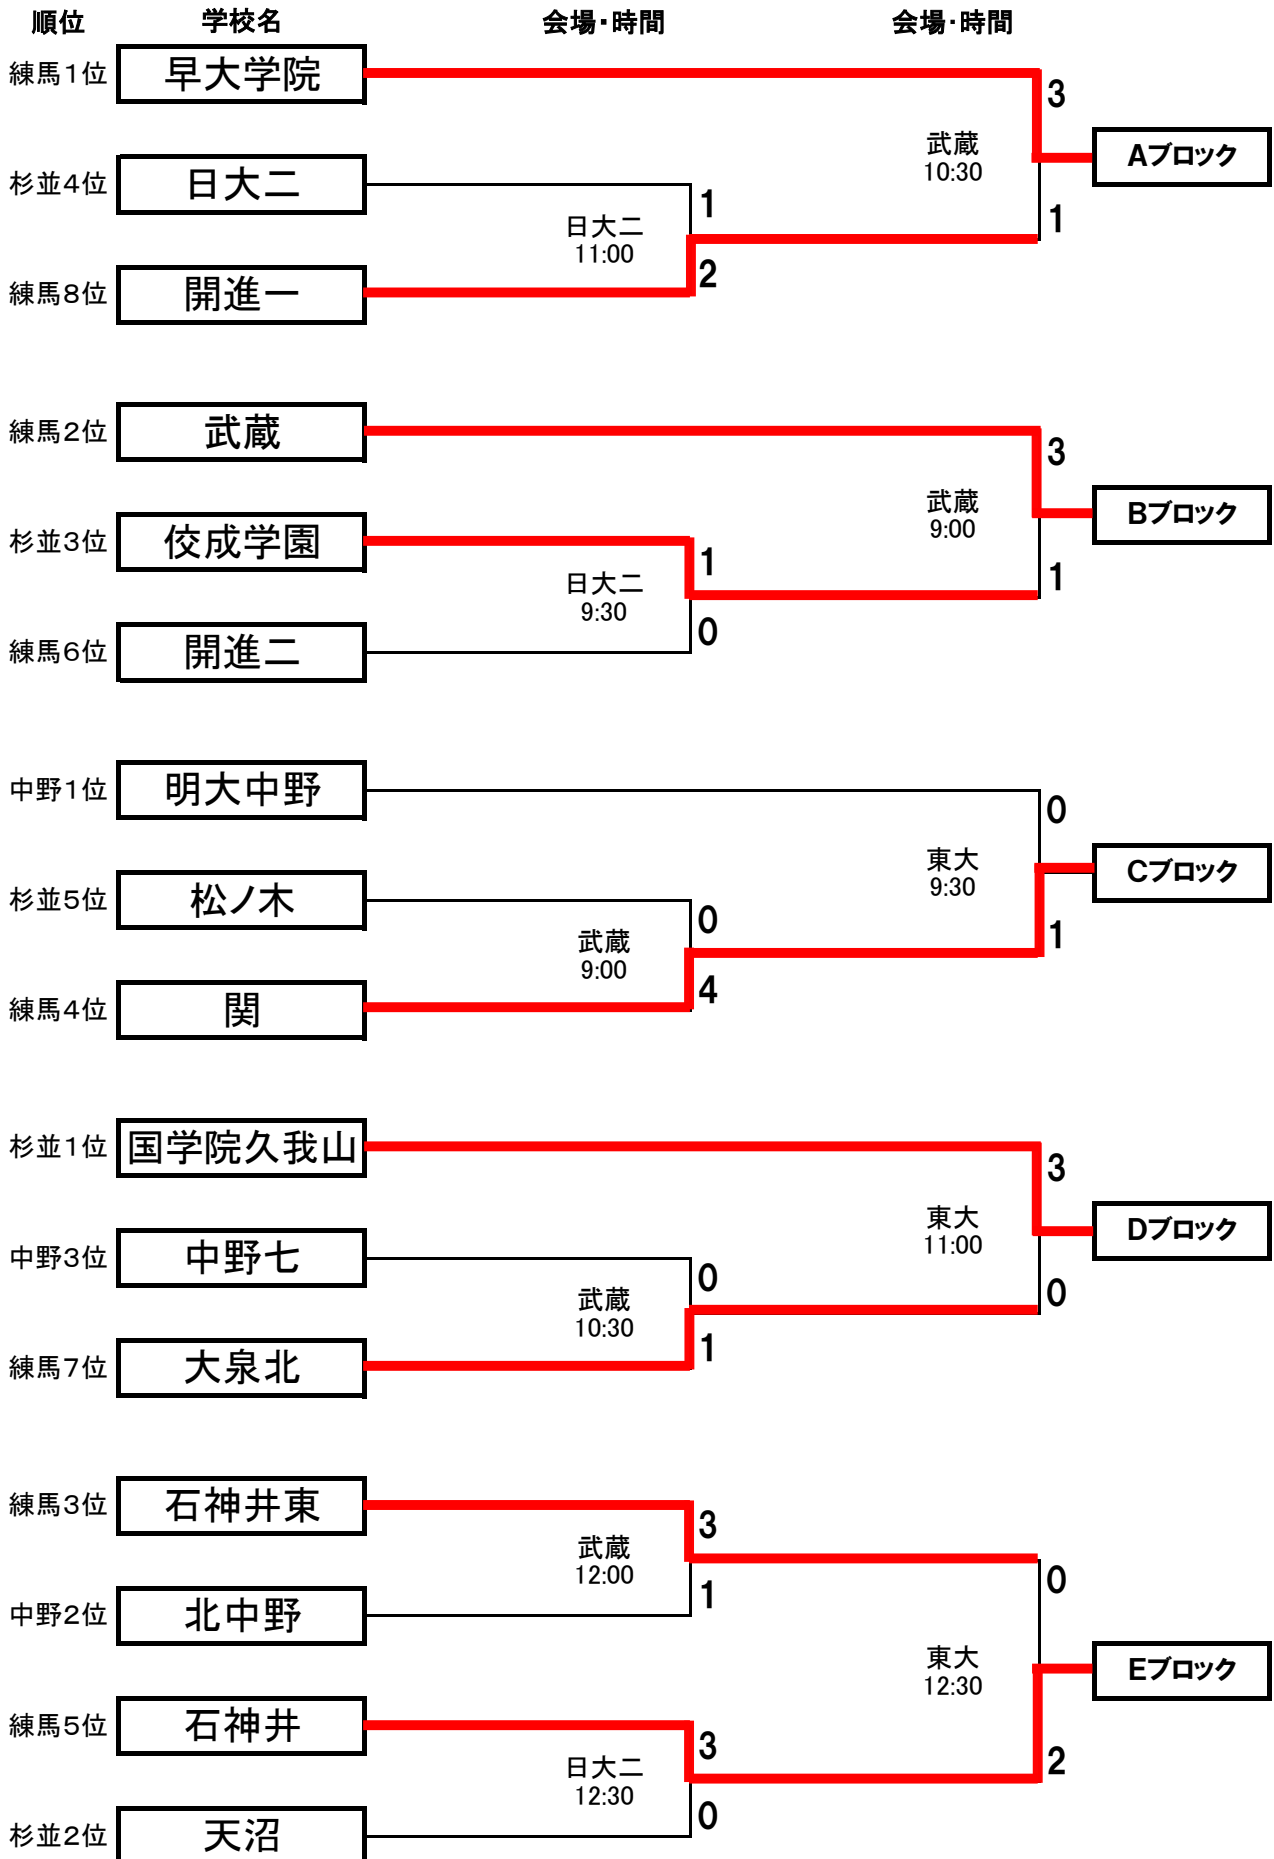 順位 学校名 会場・時間 会場・時間
練馬1位 早大学院
3
武蔵
10:30
Aブロック
杉並4位 日大二
1
日大二
11:00
1
2
練馬8位 開進一
練馬2位 武蔵
3
武蔵
9:00
Bブロック
杉並3位 佼成学園
1
日大二
9:30
1
0
練馬6位 開進二
中野1位 明大中野
0
東大
9:30
Cブロック
杉並5位 松ノ木
0
武蔵
9:00
1
4
練馬4位 関
杉並1位 国学院久我山
3
東大
11:00
Dブロック
中野3位 中野七
0
武蔵
10:30
0
1
練馬7位 大泉北
練馬3位 石神井東
3
武蔵
12:00
0
1
中野2位 北中野
東大
12:30
Eブロック
練馬5位 石神井
3
日大二
12:30
2
0
杉並2位 天沼